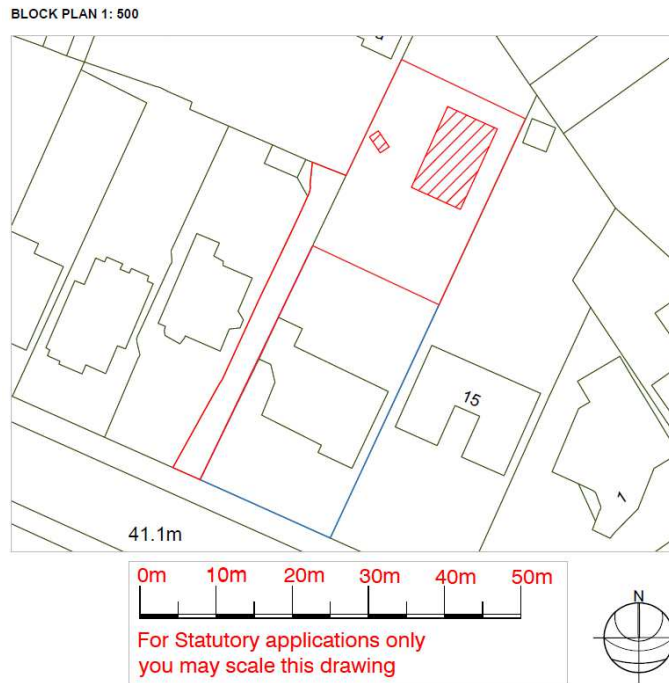 BLOCK PLAN 1: 500
15
1
41.1m
0m 10m 20m 30m 40m 50m
For Statutory applications only
you may scale this drawing
N